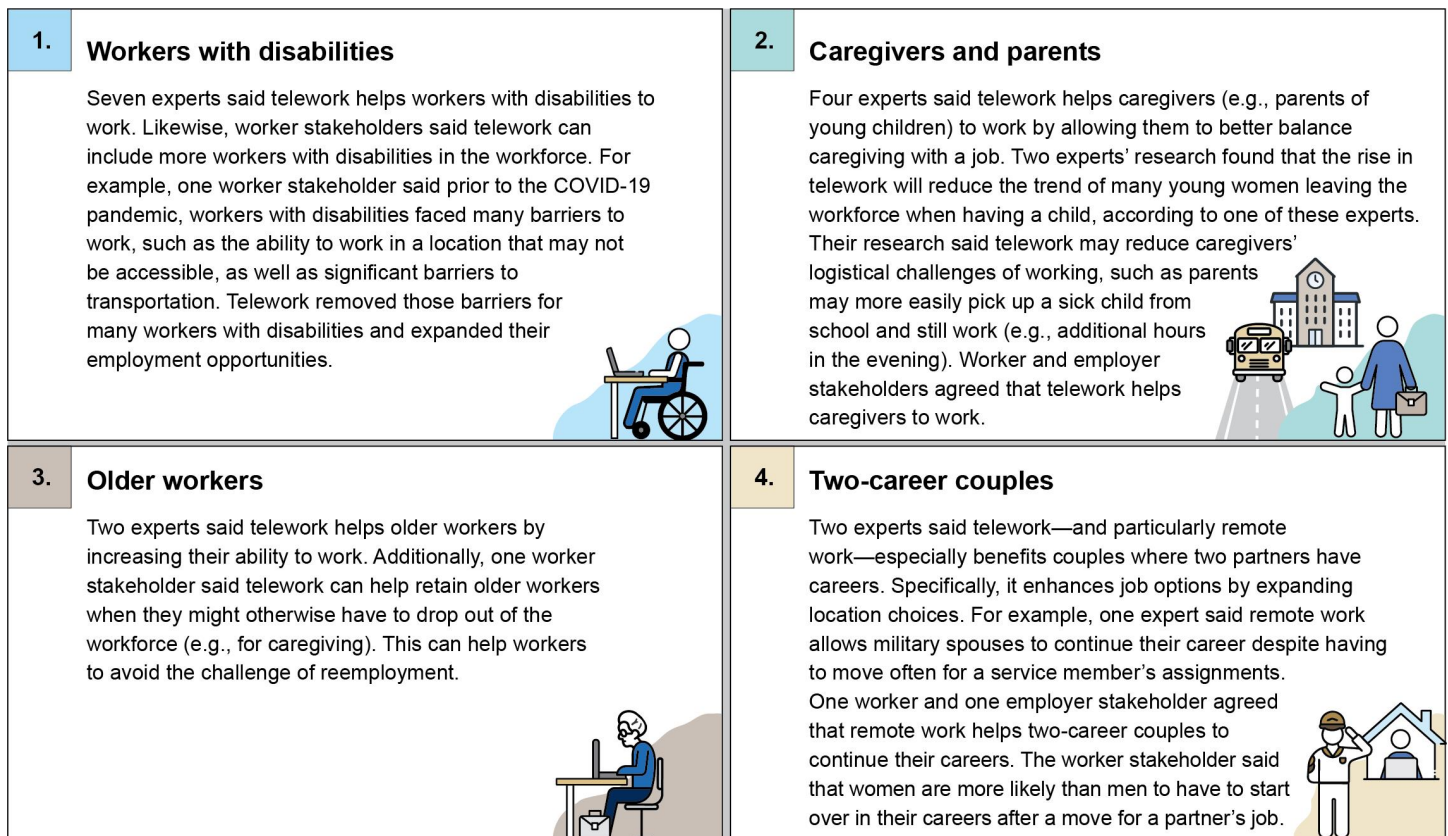 1.
Workers with disabilities
Seven experts said telework helps workers with disabilities to
work. Likewise, worker stakeholders said telework can
include more workers with disabilities in the workforce. For
example, one worker stakeholder said prior to the COVID-19
pandemic, workers with disabilities faced many barriers to
work, such as the ability to work in a location that may not
be accessible, as well as significant barriers to
transportation. Telework removed those barriers for
many workers with disabilities and expanded their
employment opportunities.
2.
Caregivers and parents
Four experts said telework helps caregivers (e.g., parents of
young children) to work by allowing them to better balance
caregiving with a job. Two experts’ research found that the rise in
telework will reduce the trend of many young women leaving the
workforce when having a child, according to one of these experts.
Their research said telework may reduce caregivers’
logistical challenges of working, such as parents
may more easily pick up a sick child from
school and still work (e.g., additional hours
in the evening). Worker and employer
stakeholders agreed that telework helps
caregivers to work.
3.
Older workers
Two experts said telework helps older workers by
increasing their ability to work. Additionally, one worker
stakeholder said telework can help retain older workers
when they might otherwise have to drop out of the
workforce (e.g., for caregiving). This can help workers
to avoid the challenge of reemployment.
4.
Two-career couples
Two experts said telework—and particularly remote
work—especially benefits couples where two partners have
careers. Specifically, it enhances job options by expanding
location choices. For example, one expert said remote work
allows military spouses to continue their career despite having
to move often for a service member’s assignments.
One worker and one employer stakeholder agreed
that remote work helps two-career couples to
continue their careers. The worker stakeholder said
that women are more likely than men to have to start
over in their careers after a move for a partner’s job.